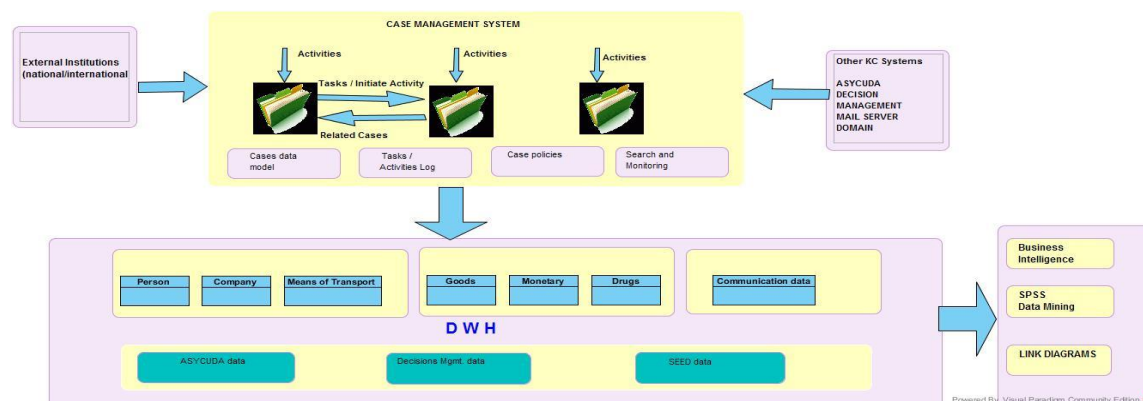 CASE MANAGEMENT SYSTEM
External Institutions
(national/international
Activities
Activities
Activities
Tasks / Initiate Activity
Related Cases
Other KC Systems
ASYCUDA
DECISION
MANAGEMENT
MAIL SERVER
DOMAIN
Cases data
model
Tasks /
Activities Log
Case policies
Search and
Monitoring
Person
Company
Means of Transport
Goods
Monetary
Drugs
Communication data
D W H
ASYCUDA data
Decisions Mgmt. data
SEED data
Business
Intelligence
SPSS
Data Mining
LINK DIAGRAMS
Powered By Visual Paradigm Community Edition